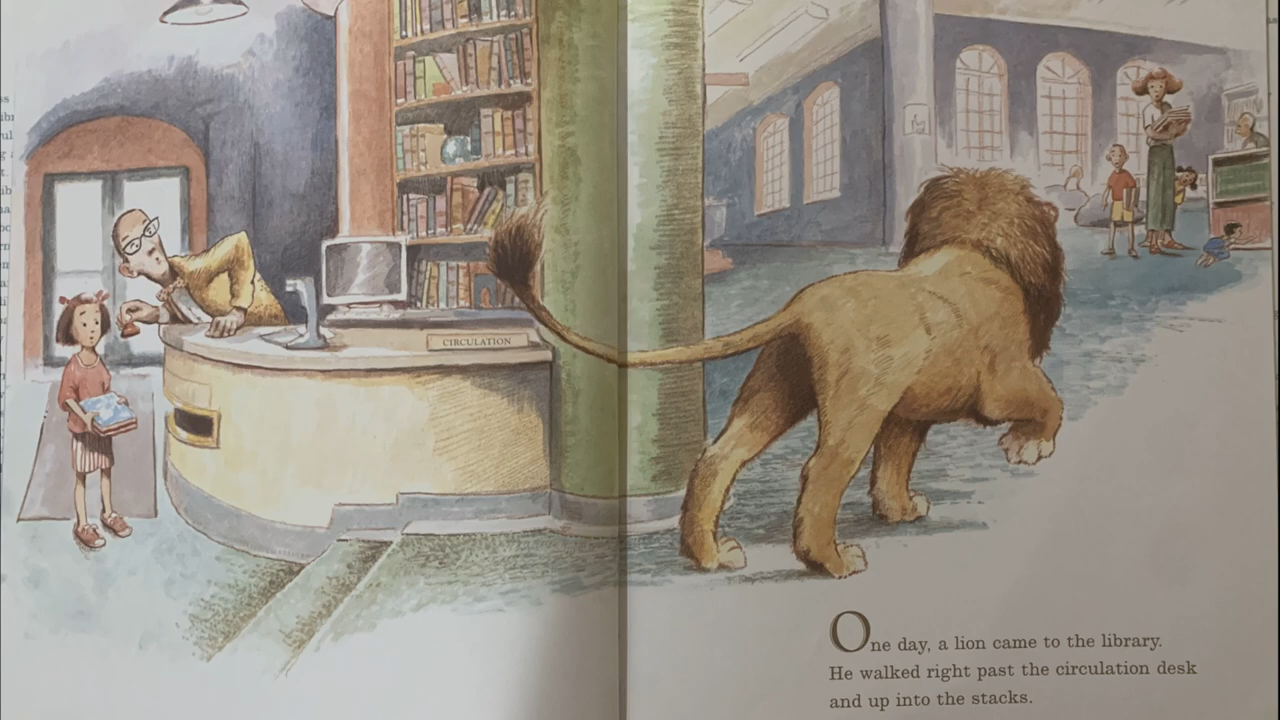 CIRCULATION
One day, a lion came to the library.
He walked right past the circulation desk
and up into the stacks.